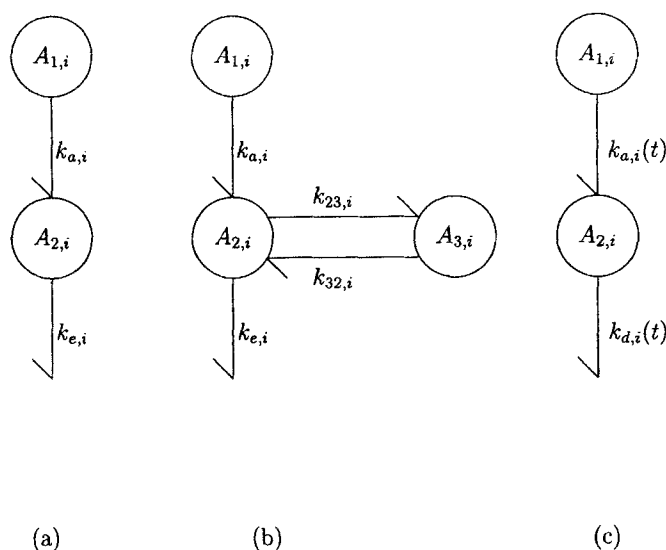 A_{1,i} A_{1,i} A_{1,i}
k_{a,i} k_{a,i} k_{a,i}(t)
k_{23,i}
A_{2,i} A_{2,i} A_{3,i} A_{2,i}
k_{32,i}
k_{e,i} k_{e,i} k_{d,i}(t)
(a) (b) (c)